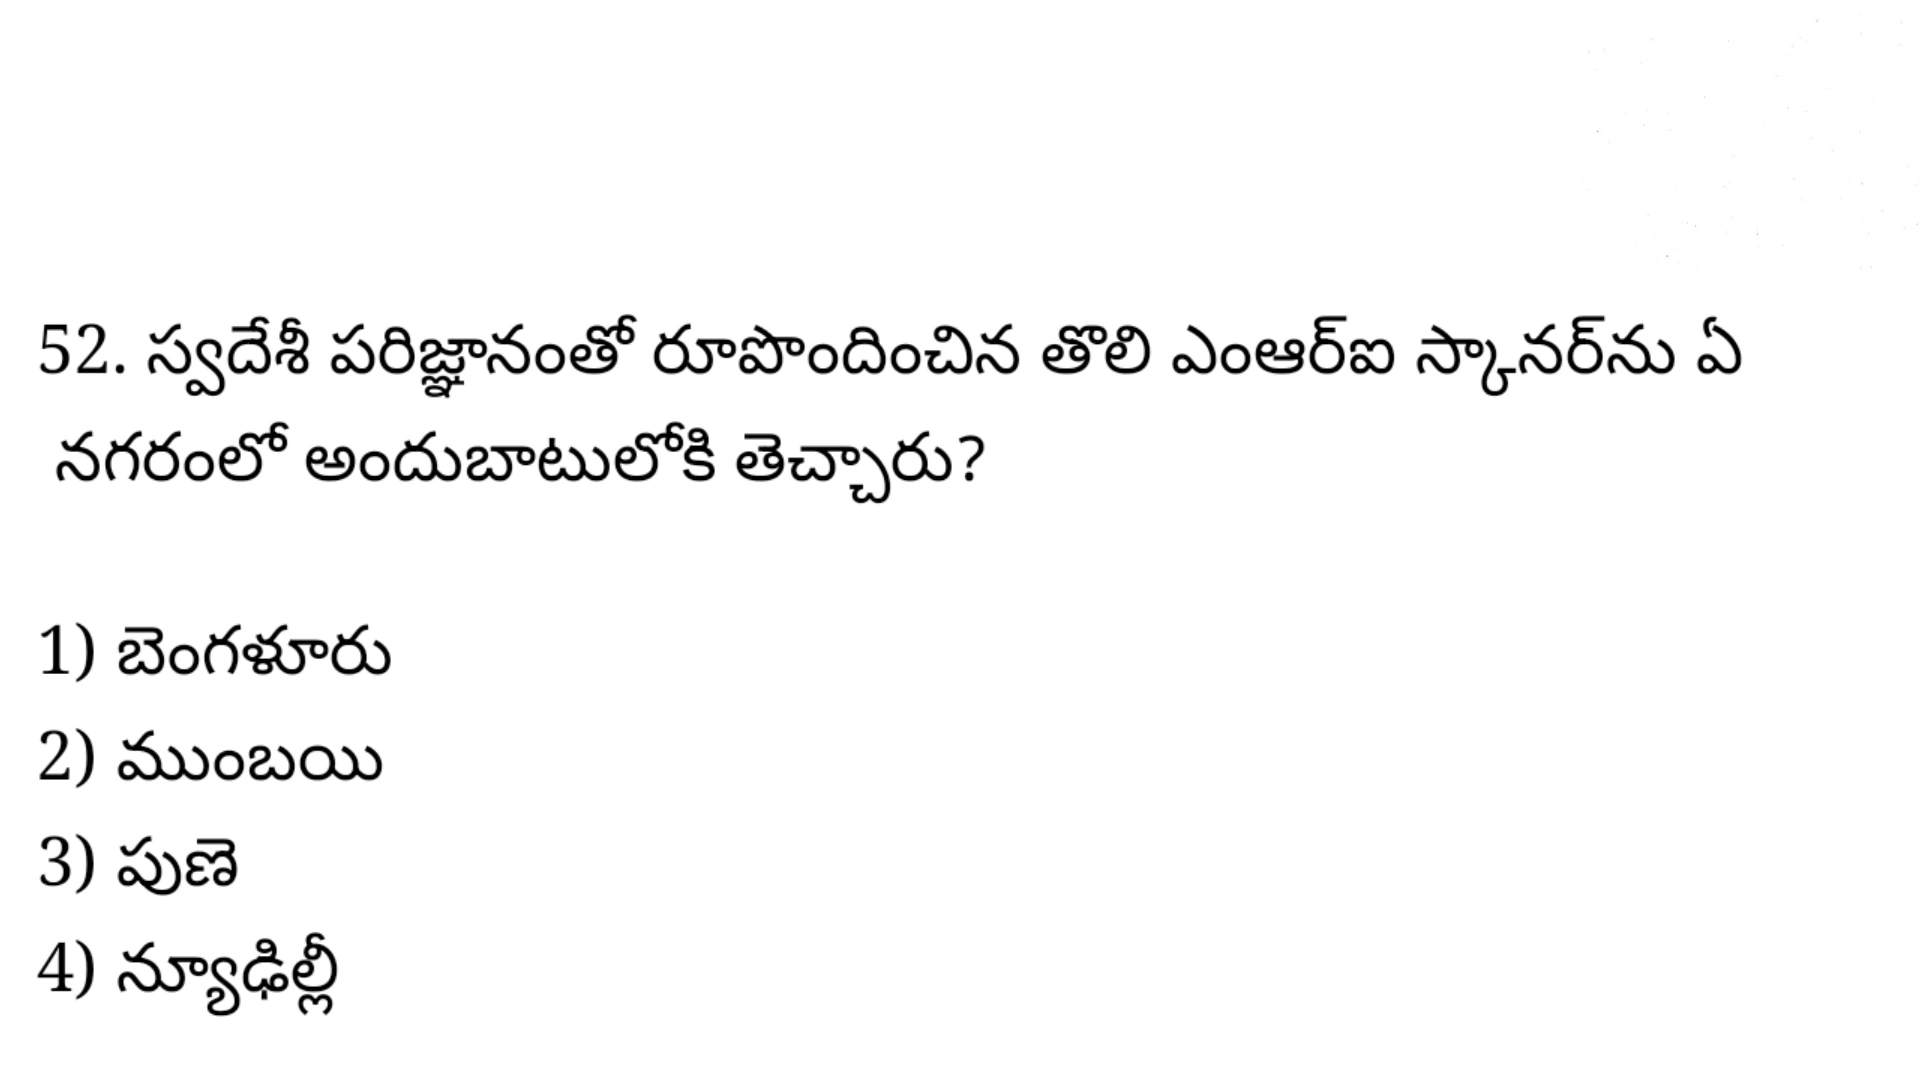 52. స్వదేశీ పరిజ్ఞానంతో రూపొందించిన తొలి ఎంఆర్ఐ స్కానర్‌ను ఏ
నగరంలో అందుబాటులోకి తెచ్చారు?
1) బెంగళూరు
2) ముంబయి
3) పుణె
4) న్యూఢిల్లీ